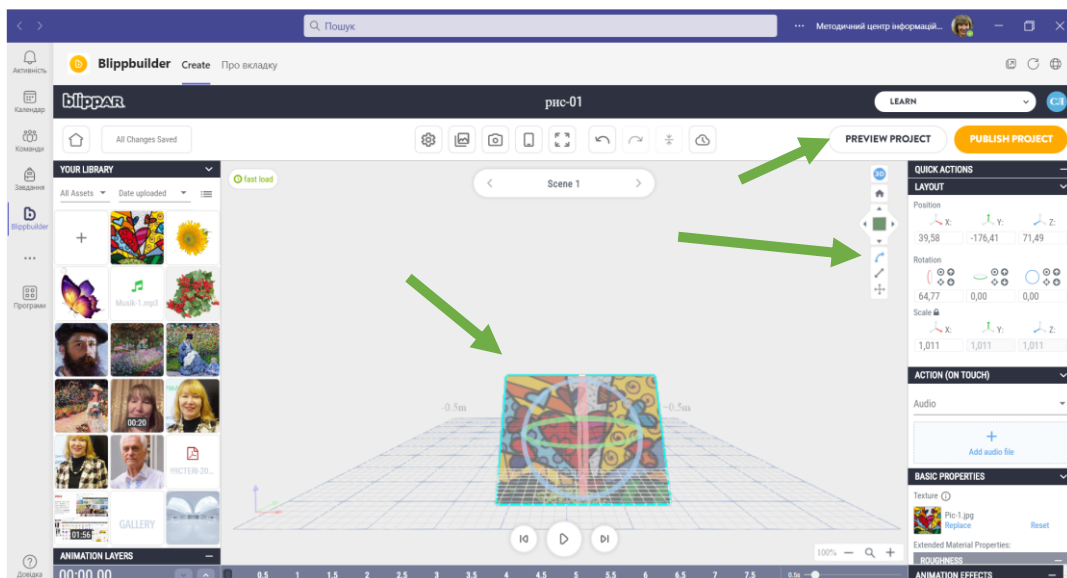 Пошук
Методичний центр інформацій...
Активність
Календар
Команди
Завдання
Blippbuilder
Програми
Довідка
Blippbuilder Create Про вкладку
blippAR.
рис-01
LEARN
СЛ
All Changes Saved
PREVIEW PROJECT
PUBLISH PROJECT
YOUR LIBRARY
All Assets
Date uploaded
Musik-1.mp3
00:20
!!!ICTERI-20...
01:56
GALLERY
fast load
Scene 1
3D
-0.5m
~0.5m
100%
QUICK ACTIONS
LAYOUT
Position
X: Y: Z:
39,58 -176,41 71,49
Rotation
64,77 0,00 0,00
Scale
X: Y: Z:
1,011 1,011 1,011
ACTION (ON TOUCH)
Audio
Add audio file
BASIC PROPERTIES
Texture
Pic-1.jpg
Replace Reset
Extended Material Properties:
ROUGHNESS
ANIMATION EFFECTS
ANIMATION LAYERS
00:00.00
0.5 1 1.5 2 2.5 3 3.5 4 4.5 5 5.5 6 6.5 7 7.5
0.5s